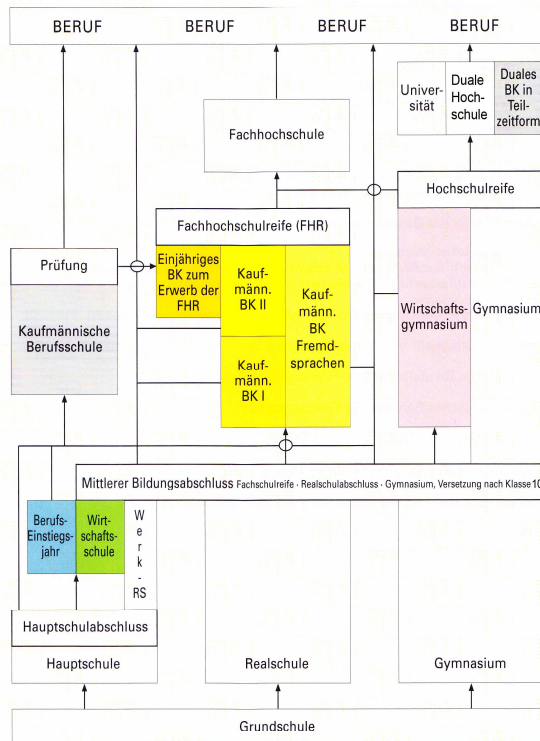 BERUF BERUF BERUF BERUF
Univer-
sität
Duale
Hoch-
schule
Duales
BK in
Teil-
zeitform
Fachhochschule
Hochschulreife
Fachhochschulreife (FHR)
Prüfung
Einjähriges
BK zum
Erwerb der
FHR
Kauf-
männ.
BK II
Kauf-
männ.
BK
Fremd-
sprachen
Wirtschafts-
gymnasium
Gymnasium
Kaufmännische
Berufsschule
Kauf-
männ.
BK I
Mittlerer Bildungsabschluss Fachschulreife · Realschulabschluss · Gymnasium, Versetzung nach Klasse 10
Berufs-
Einstiegs-
jahr
Wirt-
schafts-
schule
W
e
r
k
-
RS
Hauptschulabschluss
Hauptschule
Realschule
Gymnasium
Grundschule